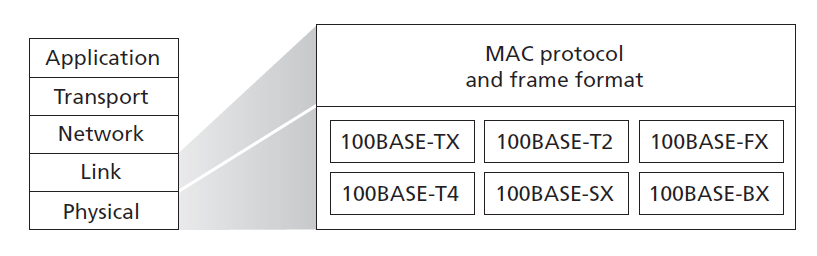 Application
Transport
Network
Link
Physical
MAC protocol
and frame format
100BASE-TX
100BASE-T2
100BASE-FX
100BASE-T4
100BASE-SX
100BASE-BX